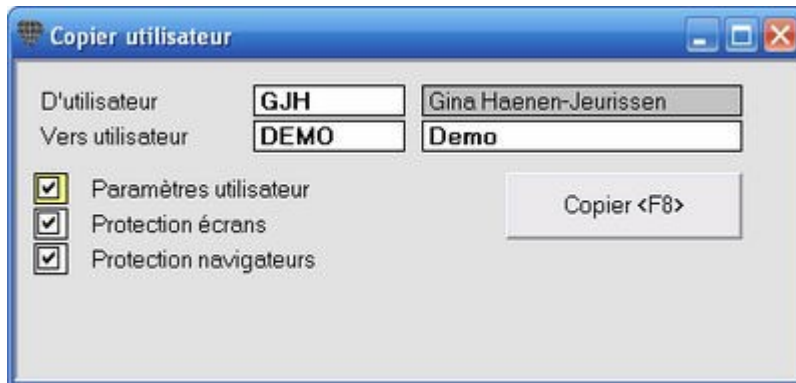 Copier utilisateur
D'utilisateur GJH Gina Haenen-Jeurissen
Vers utilisateur DEMO Demo
Paramètres utilisateur
Copier <F8>
Protection écrans
Protection navigateurs